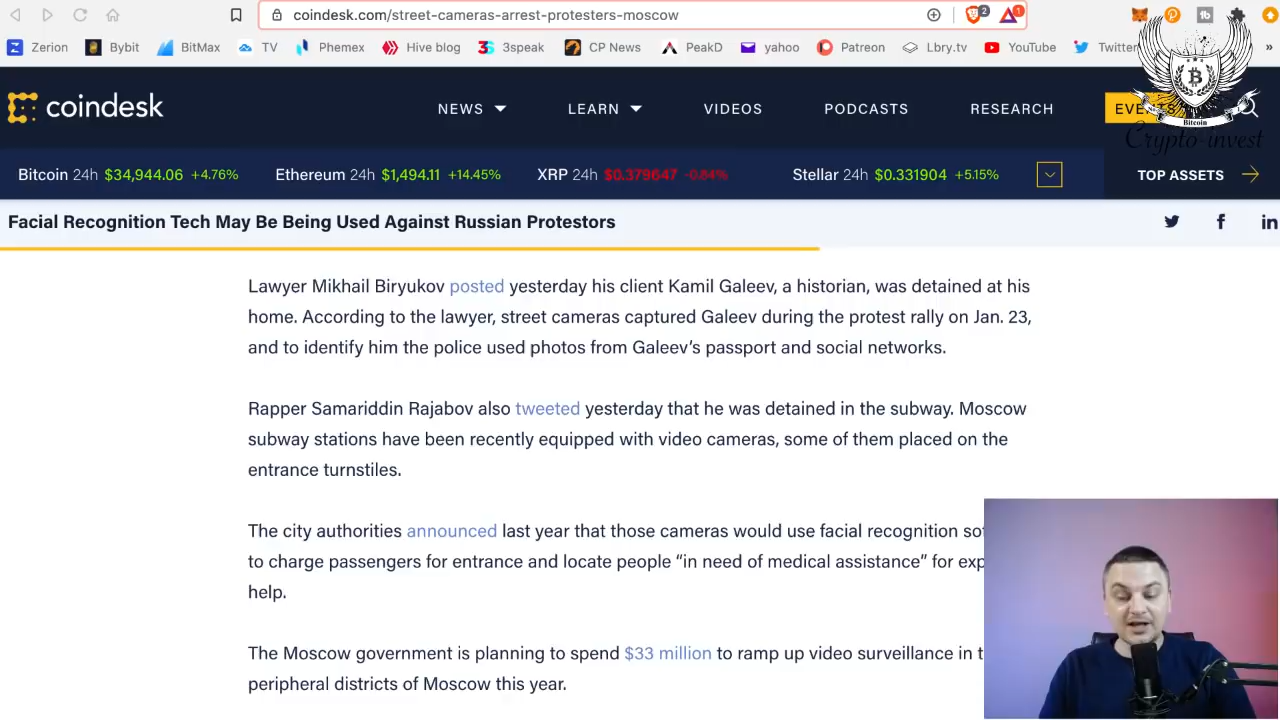 coindesk.com/street-cameras-arrest-protesters-moscow
2
1
Zerion
Bybit
BitMax
TV
Phemex
Hive blog
3speak
CP News
PeakD
yahoo
Patreon
Lbry.tv
YouTube
Twitter
»
coindesk
NEWS
LEARN
VIDEOS
PODCASTS
RESEARCH
Bitcoin
Crypto-invest
Bitcoin 24h $34,944.06 +4.76%
Ethereum 24h $1,494.11 +14.45%
XRP 24h $0.379647 -0.84%
Stellar 24h $0.331904 +5.15%
TOP ASSETS
Facial Recognition Tech May Be Being Used Against Russian Protestors
Lawyer Mikhail Biryukov posted yesterday his client Kamil Galeev, a historian, was detained at his
home. According to the lawyer, street cameras captured Galeev during the protest rally on Jan. 23,
and to identify him the police used photos from Galeev’s passport and social networks.
Rapper Samariddin Rajabov also tweeted yesterday that he was detained in the subway. Moscow
subway stations have been recently equipped with video cameras, some of them placed on the
entrance turnstiles.
The city authorities announced last year that those cameras would use facial recognition
to charge passengers for entrance and locate people “in need of medical assistance” for
help.
The Moscow government is planning to spend $33 million to ramp up video surveillance in
peripheral districts of Moscow this year.